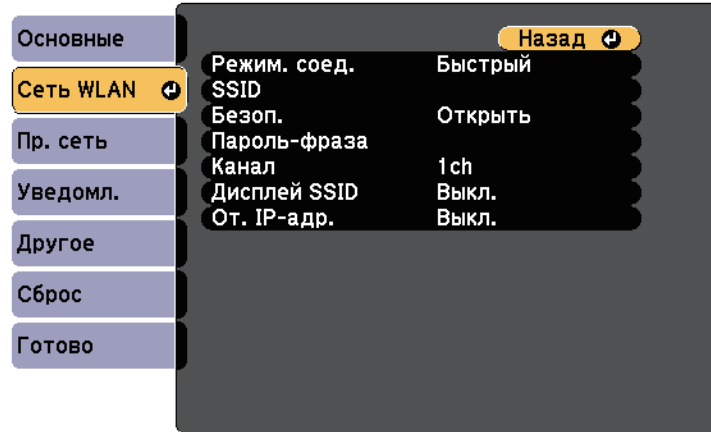 Основные
Сеть WLAN
Пр. сеть
Уведомл.
Другое
Сброс
Готово
Назад
Режим. соед. Быстрый
SSID
Безоп. Открыть
Пароль-фраза
Канал 1ch
Дисплей SSID Выкл.
От. IP-адр. Выкл.